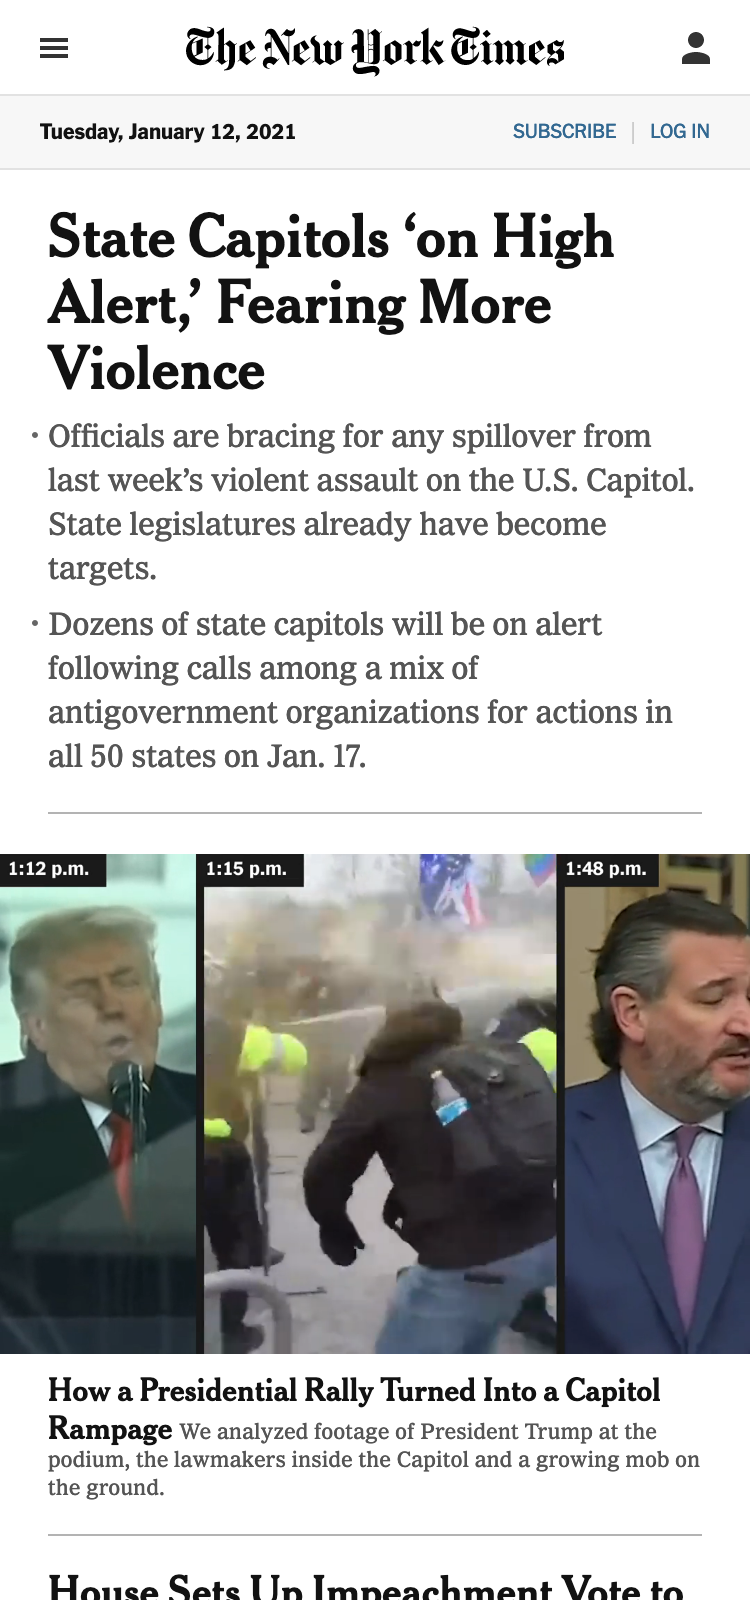 The New York Times
Tuesday, January 12, 2021
SUBSCRIBE | LOG IN
State Capitols ‘on High
Alert,’ Fearing More
Violence
• Officials are bracing for any spillover from
last week’s violent assault on the U.S. Capitol.
State legislatures already have become
targets.
• Dozens of state capitols will be on alert
following calls among a mix of
antigovernment organizations for actions in
all 50 states on Jan. 17.
1:12 p.m.
1:15 p.m.
1:48 p.m.
How a Presidential Rally Turned Into a Capitol
Rampage We analyzed footage of President Trump at the
podium, the lawmakers inside the Capitol and a growing mob on
the ground.
House Sets Up Impeachment Vote to